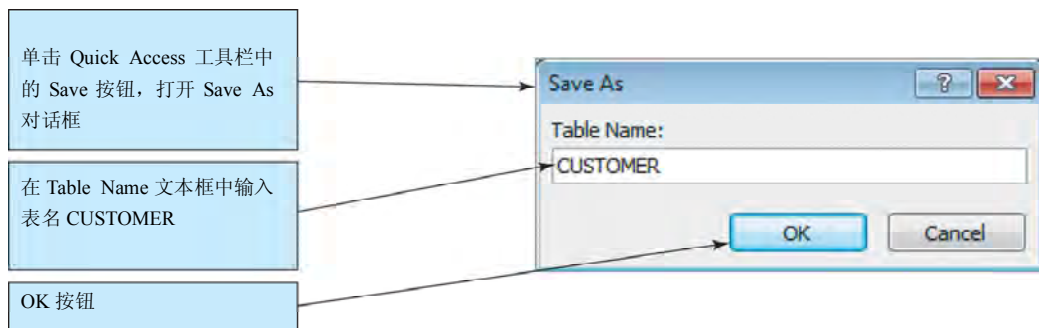 单击 Quick Access 工具栏中
的 Save 按钮，打开 Save As
对话框
Save As
Table Name:
CUSTOMER
在 Table Name 文本框中输入
表名 CUSTOMER
OK
Cancel
OK 按钮